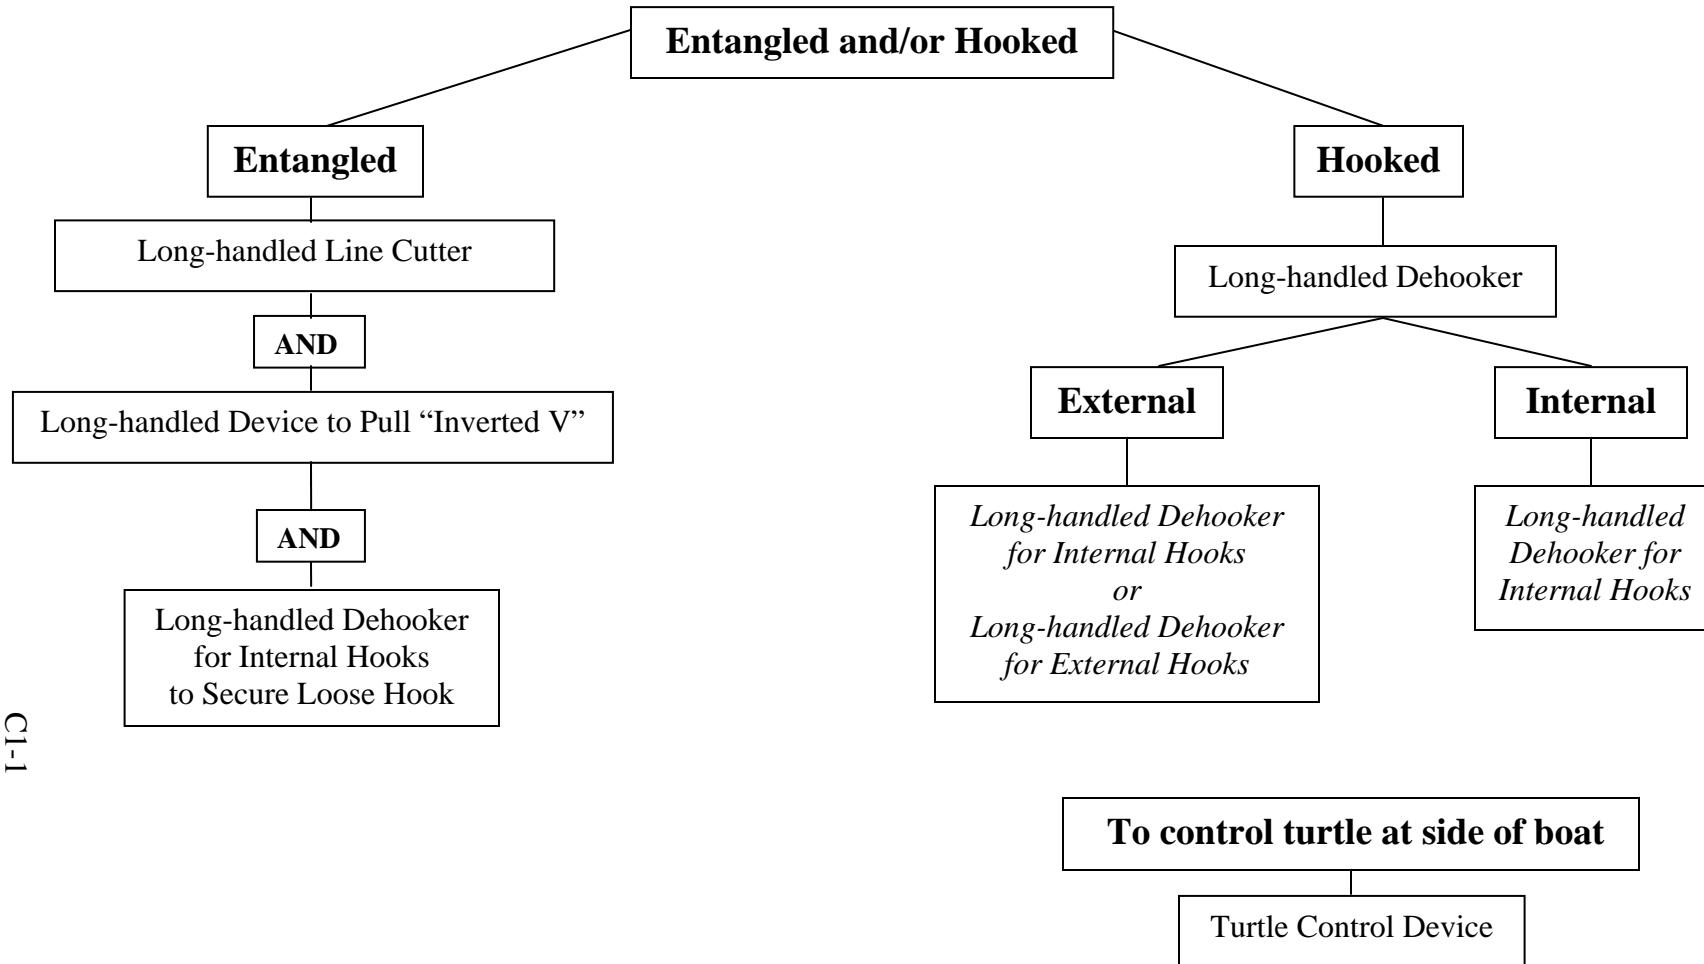 Entangled and/or Hooked
Entangled
Long-handled Line Cutter
AND
Long-handled Device to Pull “Inverted V”
AND
Long-handled Dehooker
for Internal Hooks
to Secure Loose Hook
Hooked
Long-handled Dehooker
External
Long-handled Dehooker
for Internal Hooks
or
Long-handled Dehooker
for External Hooks
Internal
Long-handled
Dehooker for
Internal Hooks
To control turtle at side of boat
Turtle Control Device
C1-1